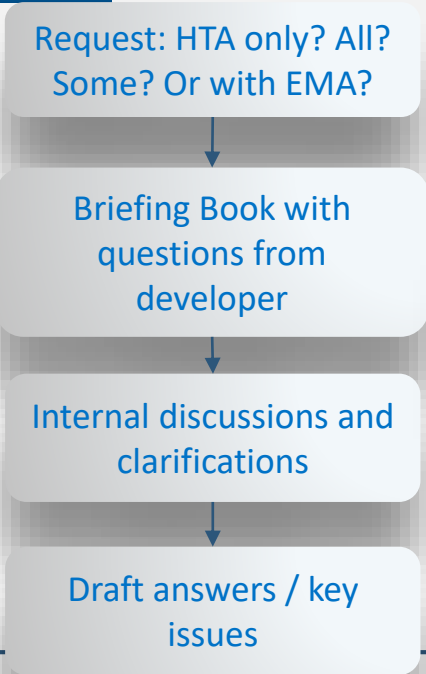 Request: HTA only? All?
Some? Or with EMA?
Briefing Book with
questions from
developer
Internal discussions and
clarifications
Draft answers / key
issues